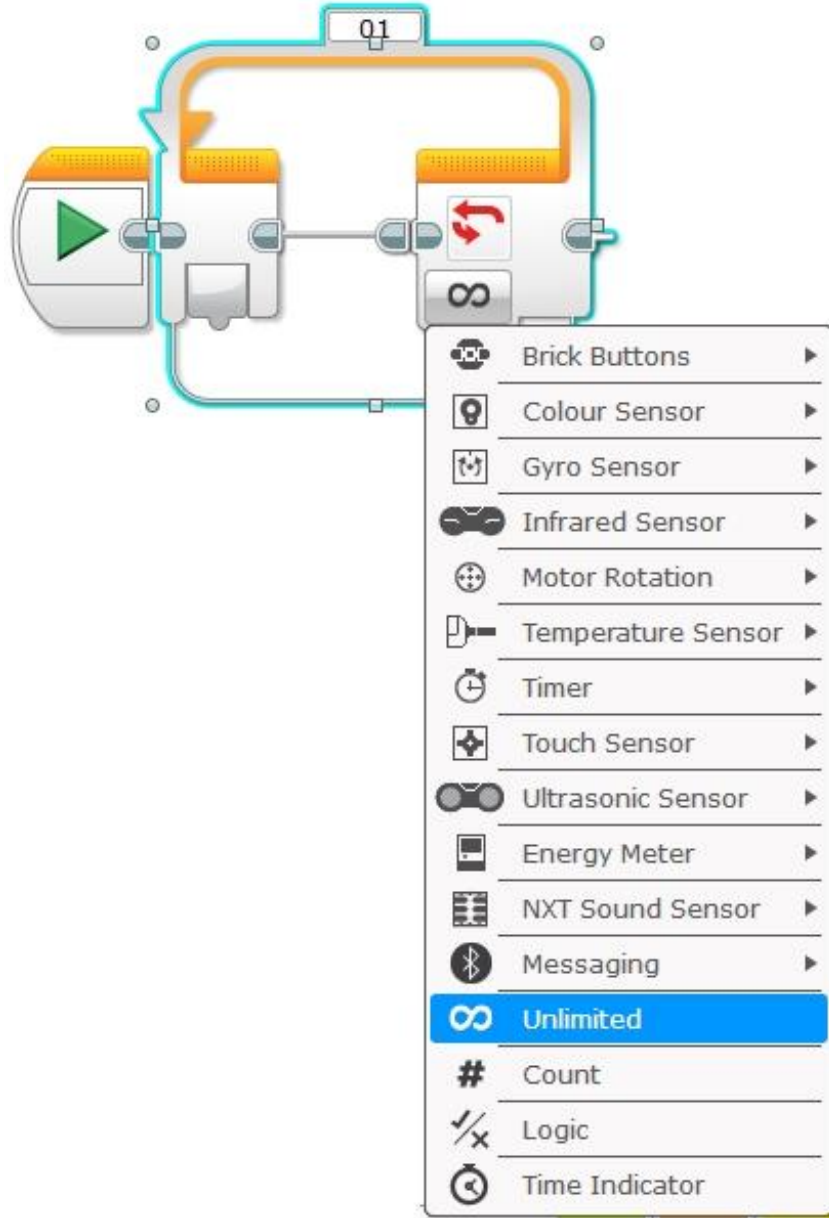 01
Brick Buttons
Colour Sensor
Gyro Sensor
Infrared Sensor
Motor Rotation
Temperature Sensor
Timer
Touch Sensor
Ultrasonic Sensor
Energy Meter
NXT Sound Sensor
Messaging
Unlimited
# Count
Logic
Time Indicator